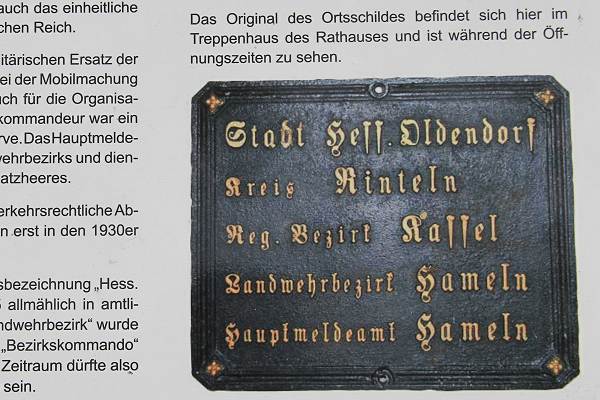 auch das einheitliche
chen Reich.
itärischen Ersatz der
ei der Mobilmachung
uch für die Organisa-
kommandeur war ein
rve. Das Hauptmelde-
wehrbezirks und dien-
atzheeres.
erkehrsrechtliche Ab-
n erst in den 1930er
sbezeichnung „Hess.
5 allmählich in amtli-
ndwehrbezirk“ wurde
„Bezirkskommando“
Zeitraum dürfte also
sein.
Das Original des Ortsschildes befindet sich hier im
Treppenhaus des Rathauses und ist während der Öff-
nungszeiten zu sehen.
Stadt Hess. Oldendorf
Kreis Rinteln
Reg. Bezirk Kassel
Landwehrbezirk Hameln
Hauptmeldeamt Hameln